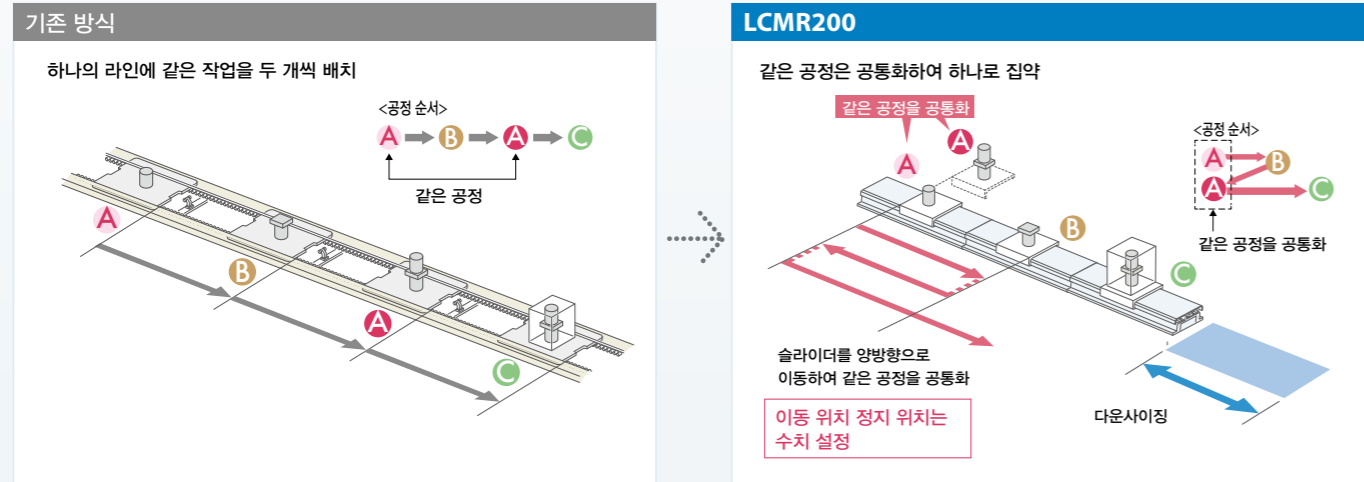 기존 방식
하나의 라인에 같은 작업을 두 개씩 배치
<공정 순서>
A B A C
같은 공정
A
B
A
C
LCMR200
같은 공정은 공통화하여 하나로 집약
같은 공정을 공통화
A
A
B
C
<공정 순서>
A
B
A
C
같은 공정을 공통화
슬라이더를 양방향으로
이동하여 같은 공정을 공통화
이동 위치 정지 위치는
수치 설정
다운사이징